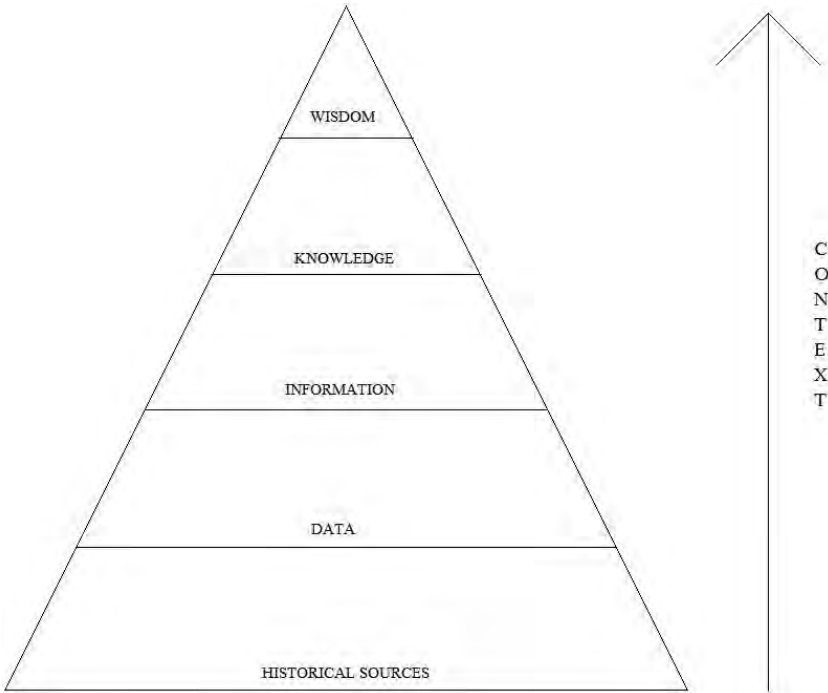 WISDOM
KNOWLEDGE
INFORMATION
DATA
HISTORICAL SOURCES
C
O
N
T
E
X
T